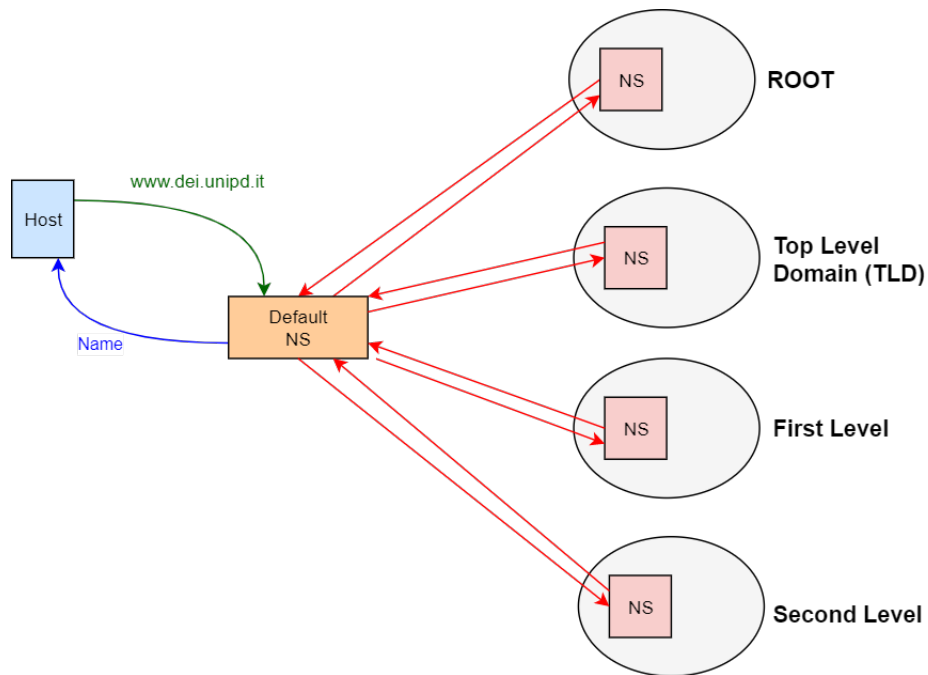 NS
ROOT
www.dei.unipd.it
Host
NS
Top Level
Domain (TLD)
Default
NS
Name
NS
First Level
NS
Second Level